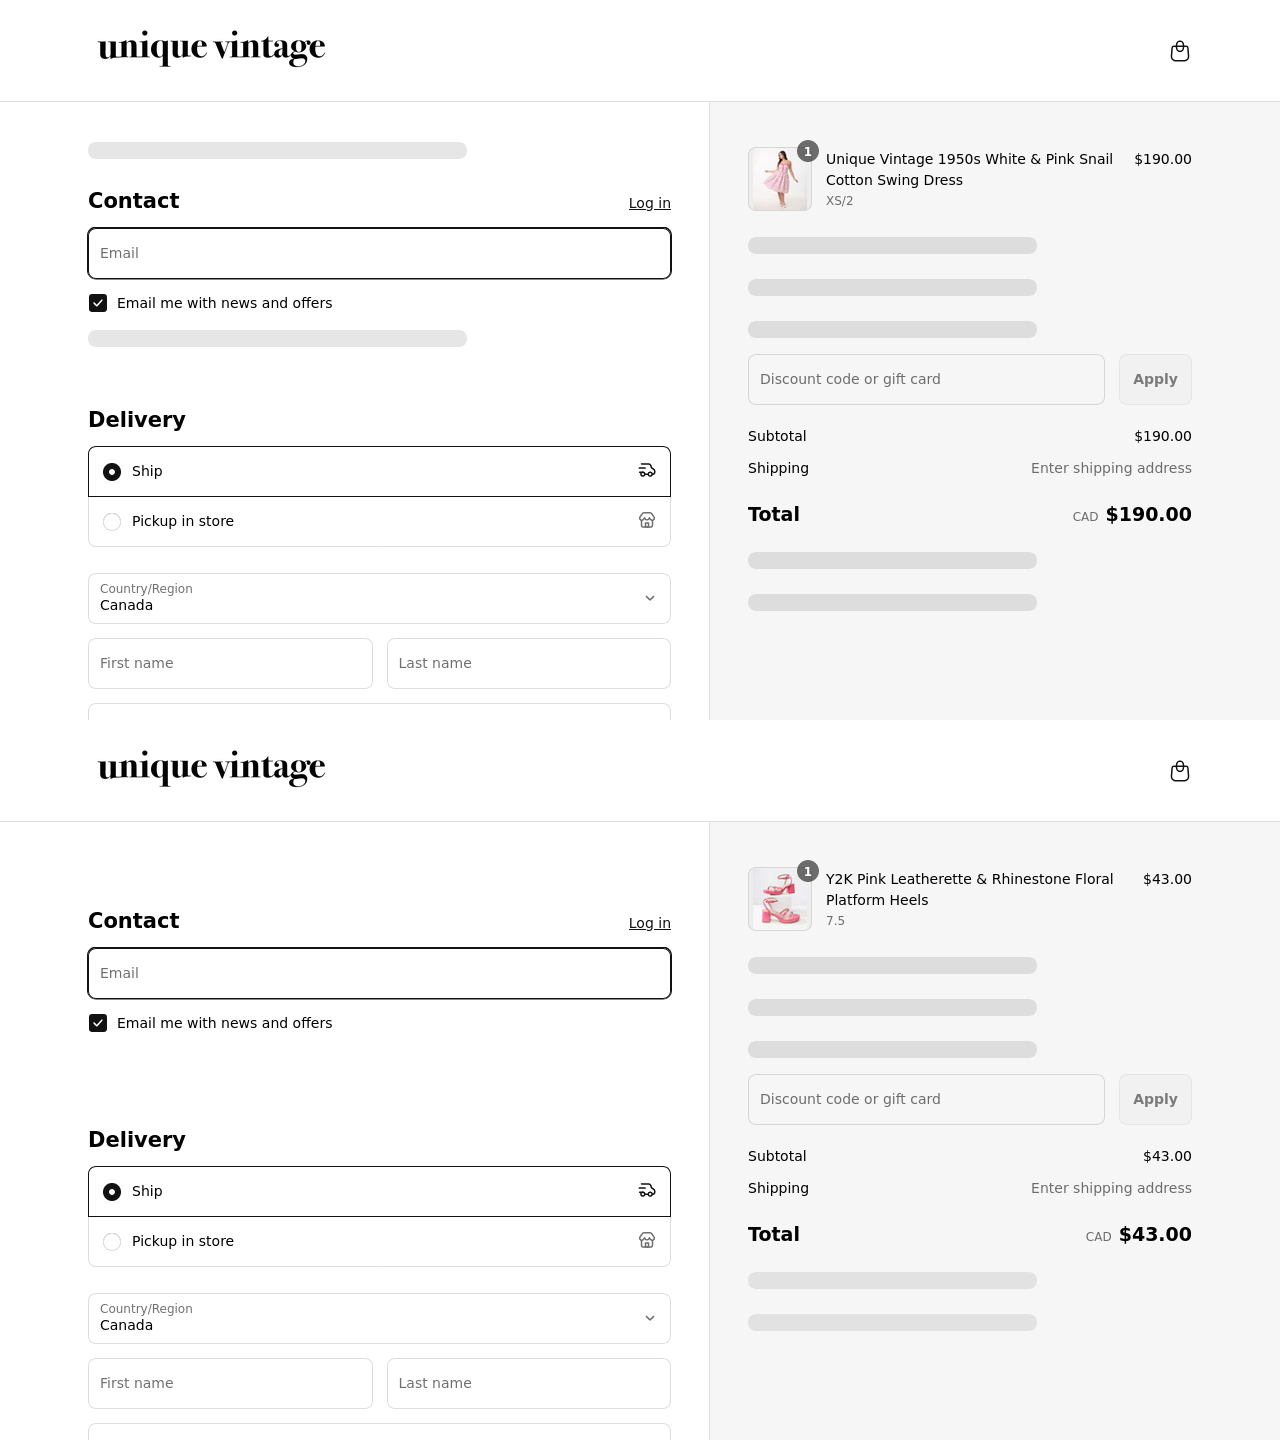 unique vintage
Contact
Log in
Email
Email me with news and offers
Delivery
Ship
Pickup in store
Country/Region
Canada
First name
Last name
1
Unique Vintage 1950s White & Pink Snail
Cotton Swing Dress
XS/2
$190.00
Discount code or gift card
Apply
Subtotal
$190.00
Shipping
Enter shipping address
Total
CAD $190.00
unique vintage
Contact
Log in
Email
Email me with news and offers
Delivery
Ship
Pickup in store
Country/Region
Canada
First name
Last name
1
Y2K Pink Leatherette & Rhinestone Floral
Platform Heels
7.5
$43.00
Discount code or gift card
Apply
Subtotal
$43.00
Shipping
Enter shipping address
Total
CAD $43.00